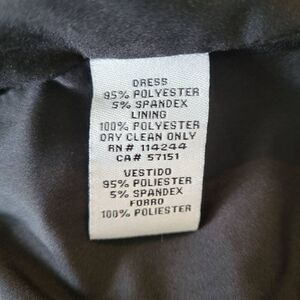 DRESS
95% POLYESTER
5% SPANDEX
LINING
100% POLYESTER
DRY CLEAN ONLY
RN # 114244
CA# 57151
VESTIDO
95% POLIESTER
5% SPANDEX
FORRO
100% POLIESTER